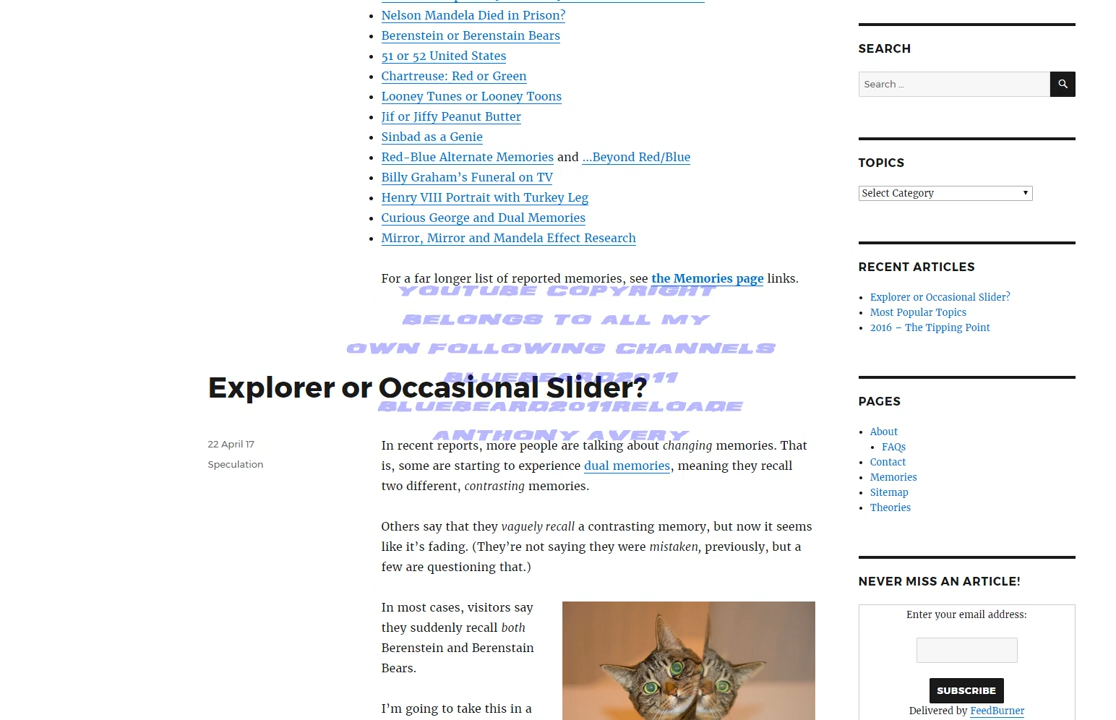 Nelson Mandela Died in Prison?
Berenstein or Berenstain Bears
51 or 52 United States
Chartreuse: Red or Green
Looney Tunes or Looney Toons
Jif or Jiffy Peanut Butter
Sinbad as a Genie
Red-Blue Alternate Memories and …Beyond Red/Blue
Billy Graham’s Funeral on TV
Henry VIII Portrait with Turkey Leg
Curious George and Dual Memories
Mirror, Mirror and Mandela Effect Research
For a far longer list of reported memories, see the Memories page links.
YOUTUBE COPYRIGHT
BELONGS TO ALL MY
OWN FOLLOWING CHANNELS
BLUEBEARD2011
BLUEBEARD2011RELOADE
ANTHONY AVERY
Explorer or Occasional Slider?
22 April 17
Speculation
In recent reports, more people are talking about changing memories. That
is, some are starting to experience dual memories, meaning they recall
two different, contrasting memories.
Others say that they vaguely recall a contrasting memory, but now it seems
like it’s fading. (They’re not saying they were mistaken, previously, but a
few are questioning that.)
In most cases, visitors say
they suddenly recall both
Berenstein and Berenstain
Bears.
I’m going to take this in a
SEARCH
Search …
TOPICS
Select Category
RECENT ARTICLES
Explorer or Occasional Slider?
Most Popular Topics
2016 – The Tipping Point
PAGES
About
FAQs
Contact
Memories
Sitemap
Theories
NEVER MISS AN ARTICLE!
Enter your email address:
SUBSCRIBE
Delivered by FeedBurner